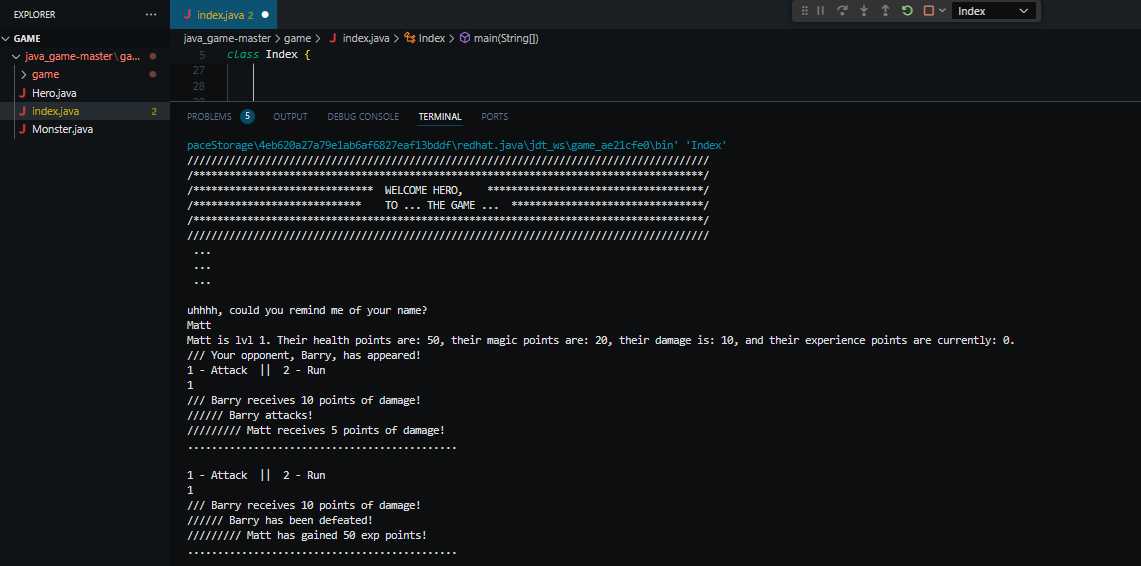 EXPLORER
GAME
java_game-master\ga...
game
Hero.java
index.java 2
Monster.java
index.java 2
Index
java_game-master > game > index.java > Index > main(String[])
5 class Index {
27
28
PROBLEMS 5 OUTPUT DEBUG CONSOLE TERMINAL PORTS
paceStorage\4eb620a27a79e1ab6af6827eaf13bddf\redhat.java\jdt_ws\game_ae21cfe0\bin' 'Index'
///////////////////////////////////////////////////////////////////////////////////////
/*************************************************************************************/
/******************************  WELCOME HERO,    ************************************/
/****************************    TO ... THE GAME ...  ********************************/
/*************************************************************************************/
///////////////////////////////////////////////////////////////////////////////////////
...
...
...
uhhhh, could you remind me of your name?
Matt
Matt is lvl 1. Their health points are: 50, their magic points are: 20, their damage is: 10, and their experience points are currently: 0.
/// Your opponent, Barry, has appeared!
1 - Attack  ||  2 - Run
1
/// Barry receives 10 points of damage!
////// Barry attacks!
///////// Matt receives 5 points of damage!
.............................................
1 - Attack  ||  2 - Run
1
/// Barry receives 10 points of damage!
////// Barry has been defeated!
///////// Matt has gained 50 exp points!
.............................................